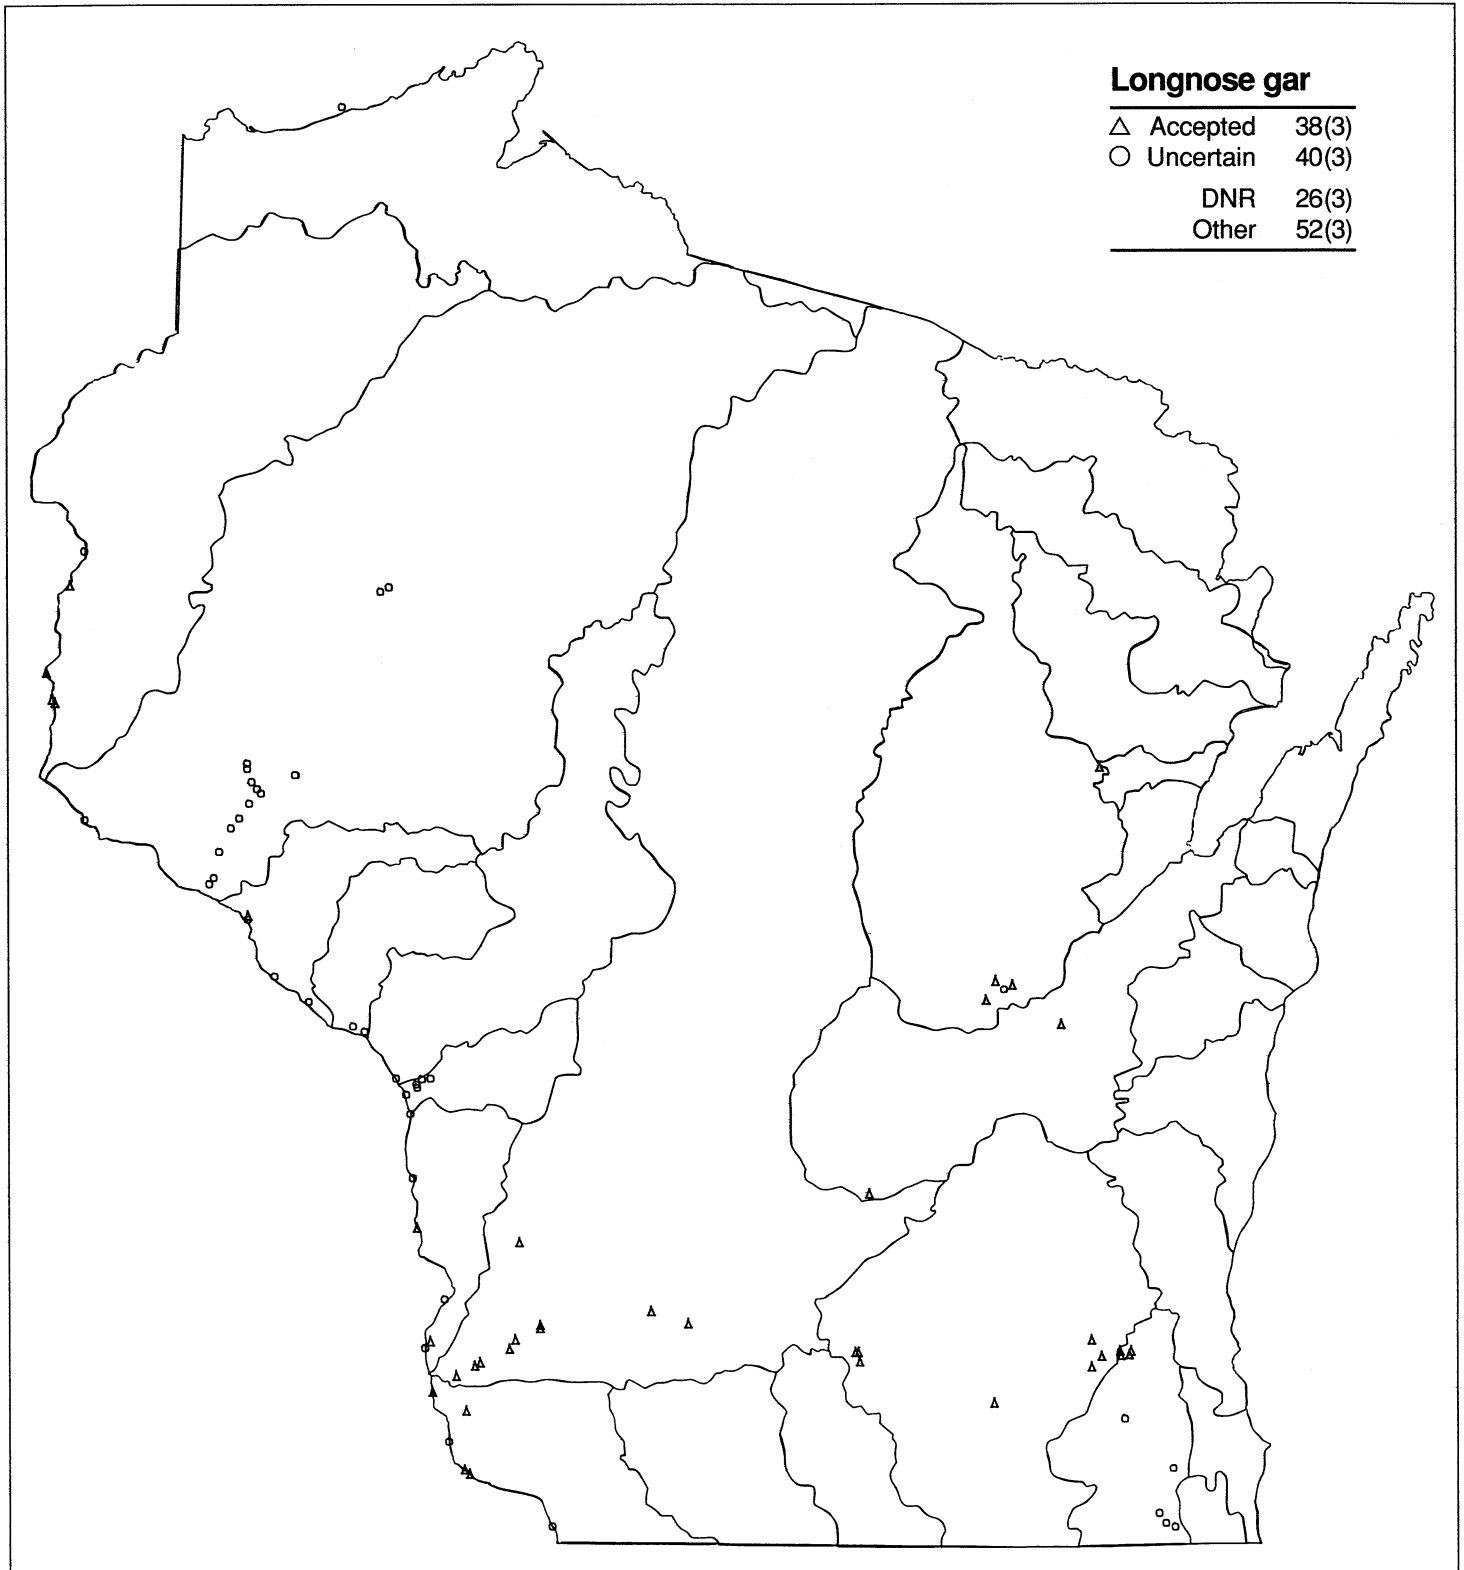 Longnose gar
△ Accepted 38(3)
○ Uncertain 40(3)
DNR 26(3)
Other 52(3)